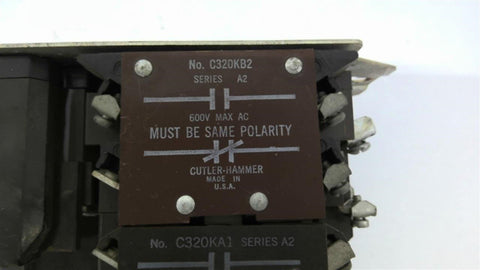 No. C320KB2
SERIES A2
600V MAX AC
MUST BE SAME POLARITY
CUTLER-HAMMER
MADE IN
U.S.A.
No. C320KA1 SERIES A2